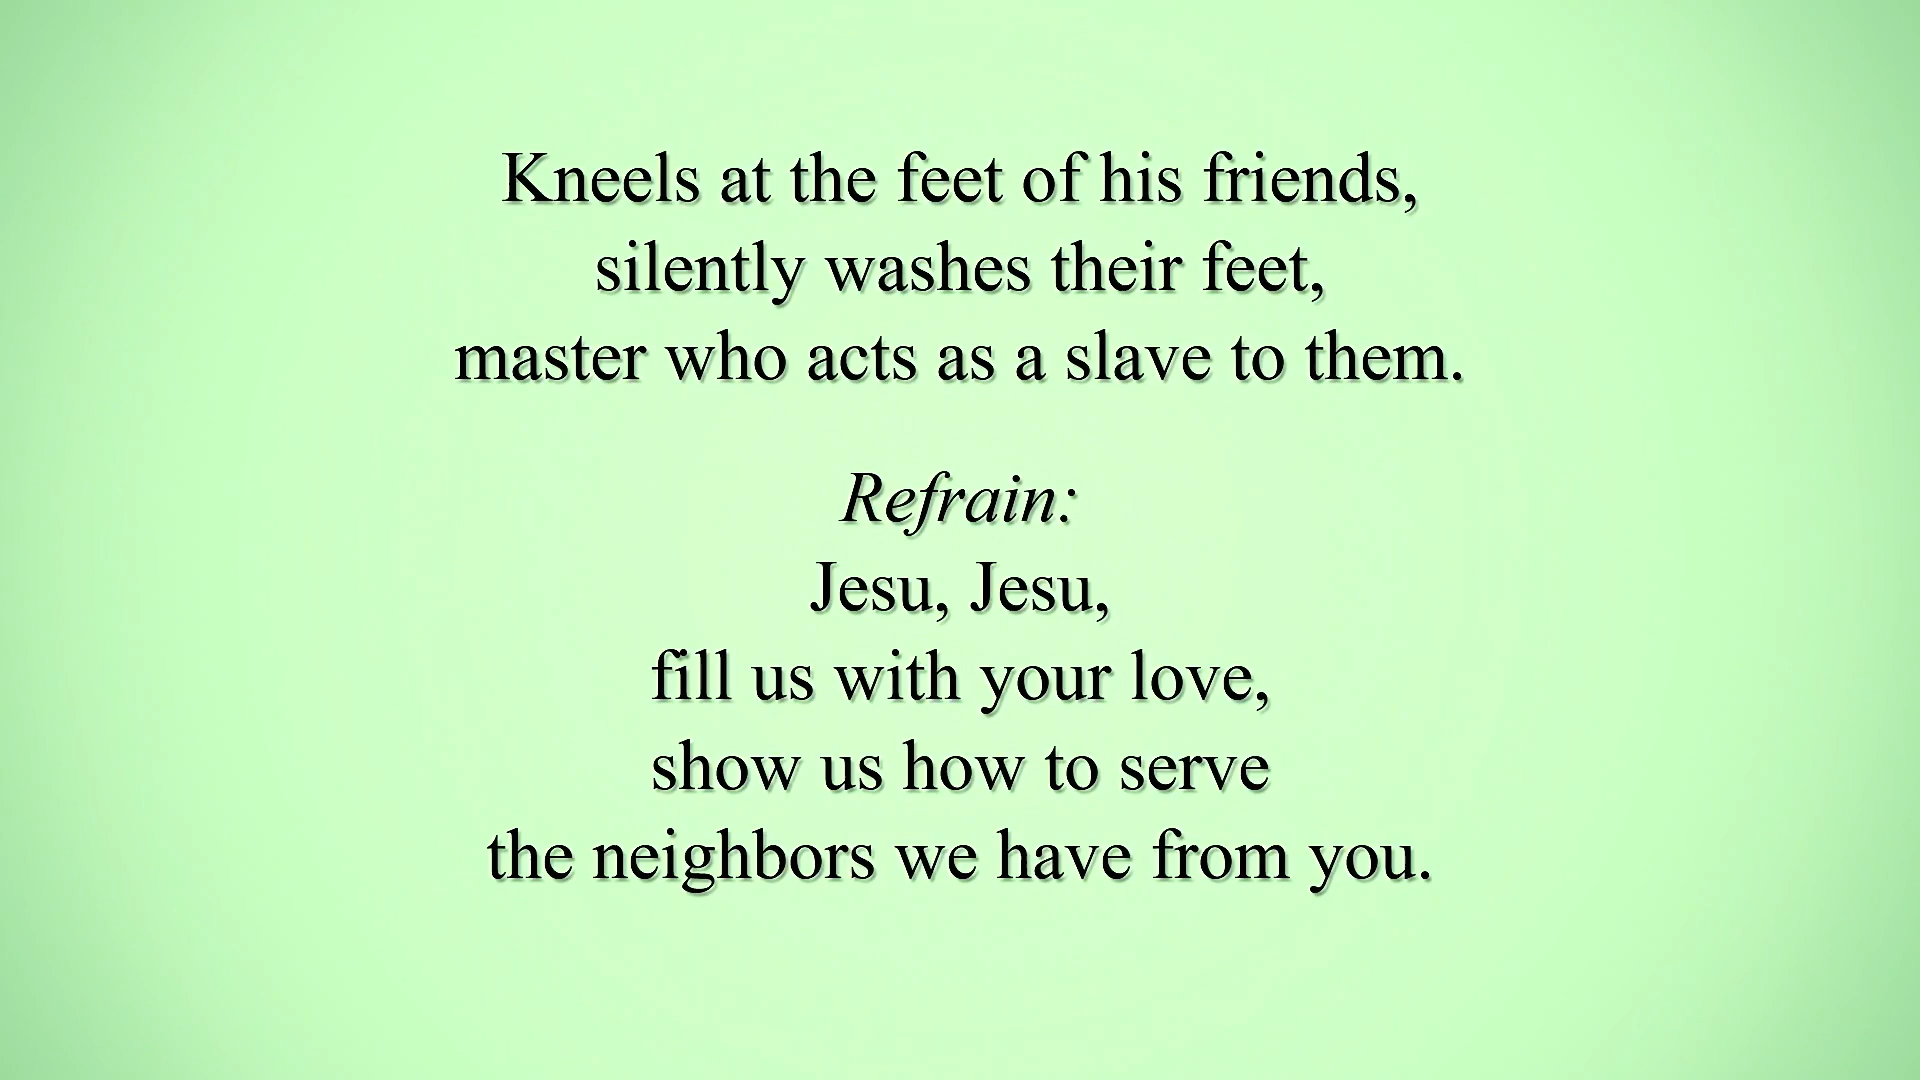 Kneels at the feet of his friends,
silently washes their feet,
master who acts as a slave to them.
Refrain:
Jesu, Jesu,
fill us with your love,
show us how to serve
the neighbors we have from you.